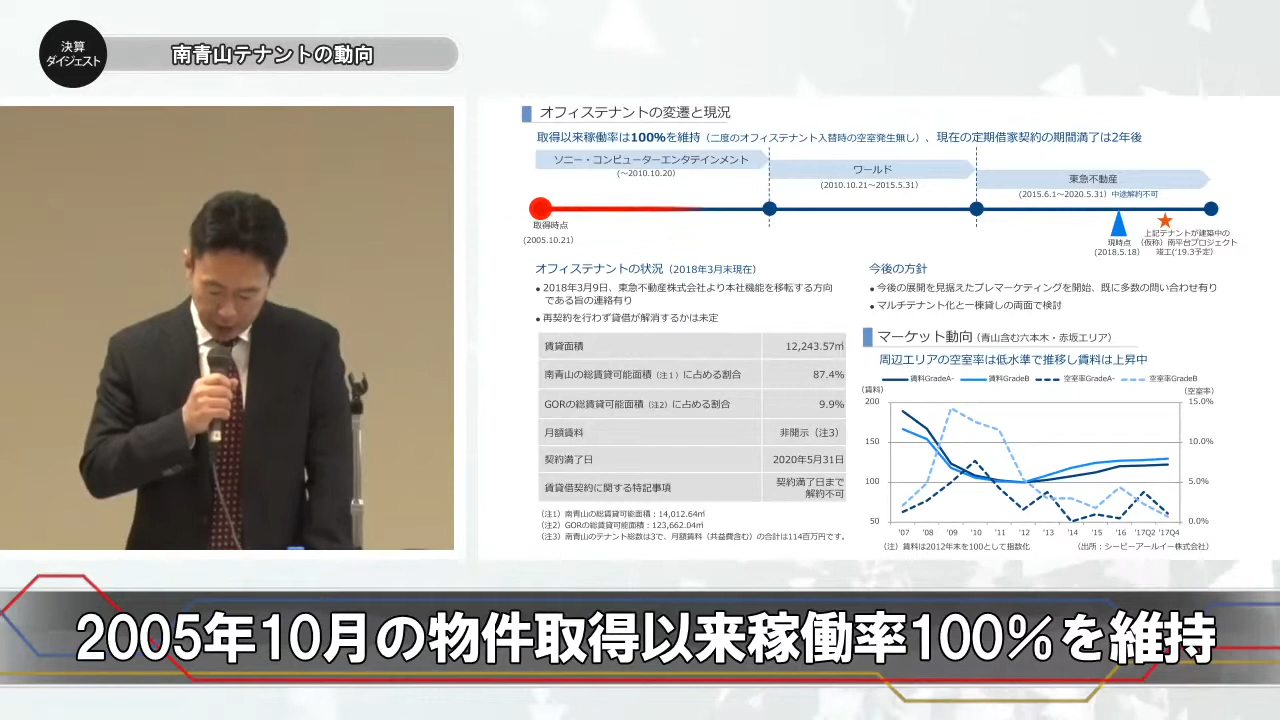 決算
ダイジェスト
南青山テナントの動向
オフィステナントの変遷と現況
取得以来稼働率は100%を維持（二度のオフィステナント入替時の空室発生無し）、現在の定期借家契約の期間満了は2年後
ソニー・コンピューターエンタテインメント
(～2010.10.20)
ワールド
(2010.10.21～2015.5.31)
東急不動産
(2015.6.1～2020.5.31) 中途解約不可
取得時点
(2005.10.21)
現時点
(2018.5.18)
上記テナントが建築中の
（仮称）南平台プロジェクト
竣工('19.3予定)
オフィステナントの状況（2018年3月末現在）
● 2018年3月9日、東急不動産株式会社より本社機能を移転する方向
である旨の連絡有り
● 再契約を行わず賃借が解消するかは未定
賃貸面積 12,243.57㎡
南青山の総賃貸可能面積（注1）に占める割合 87.4%
GORの総賃貸可能面積（注2）に占める割合 9.9%
月額賃料 非開示（注3）
契約満了日 2020年5月31日
賃貸借契約に関する特記事項 契約満了日まで
解約不可
（注1）南青山の総賃貸可能面積：14,012.64㎡
（注2）GORの総賃貸可能面積：123,662.04㎡
（注3）南青山のテナント総数は3で、月額賃料（共益費含む）の合計は114百万円です。
今後の方針
● 今後の展開を見据えたプレマーケティングを開始、既に多数の問い合わせ有り
● マルチテナント化と一棟貸しの両面で検討
マーケット動向（青山含む六本木・赤坂エリア）
周辺エリアの空室率は低水準で推移し賃料は上昇中
賃料GradeA- 賃料GradeB 空室率GradeA- 空室率GradeB
（賃料） （空室率）
200 15.0%
150 10.0%
100 5.0%
50 0.0%
'07 '08 '09 '10 '11 '12 '13 '14 '15 '16 '17Q2 '17Q4
（注）賃料は2012年末を100として指数化 （出所：シービーアールイー株式会社）
2005年10月の物件取得以来稼働率100％を維持